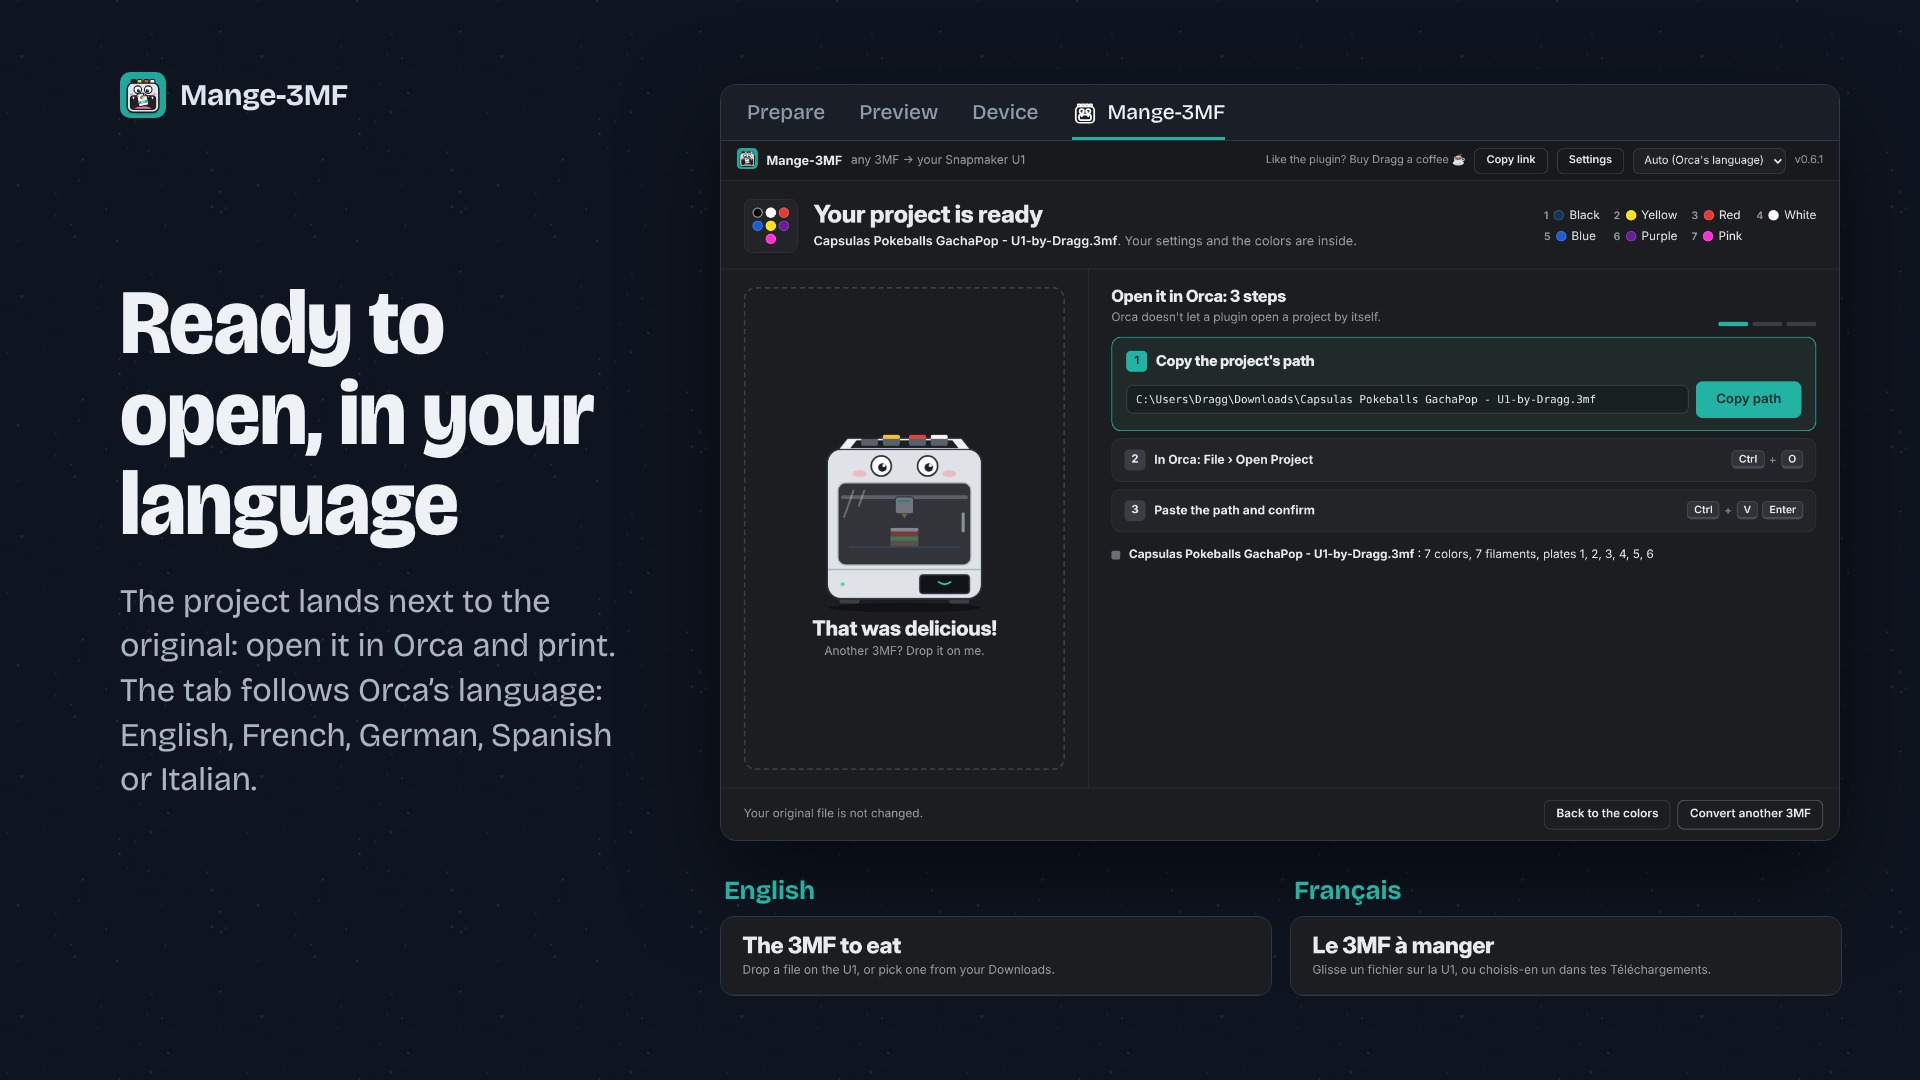 Mange-3MF
Ready to
open, in your
language
The project lands next to the
original: open it in Orca and print.
The tab follows Orca’s language:
English, French, German, Spanish
or Italian.
Prepare Preview Device Mange-3MF
Mange-3MF any 3MF → your Snapmaker U1 Like the plugin? Buy Dragg a coffee ☕ Copy link Settings Auto (Orca's language) v0.6.1
Your project is ready
Capsulas Pokeballs GachaPop - U1-by-Dragg.3mf. Your settings and the colors are inside.
1 Black 2 Yellow 3 Red 4 White
5 Blue 6 Purple 7 Pink
That was delicious!
Another 3MF? Drop it on me.
Open it in Orca: 3 steps
Orca doesn't let a plugin open a project by itself.
1 Copy the project's path
C:\Users\Dragg\Downloads\Capsulas Pokeballs GachaPop - U1-by-Dragg.3mf Copy path
2 In Orca: File › Open Project Ctrl + O
3 Paste the path and confirm Ctrl + V Enter
Capsulas Pokeballs GachaPop - U1-by-Dragg.3mf : 7 colors, 7 filaments, plates 1, 2, 3, 4, 5, 6
Your original file is not changed. Back to the colors Convert another 3MF
English
The 3MF to eat
Drop a file on the U1, or pick one from your Downloads.
Français
Le 3MF à manger
Glisse un fichier sur la U1, ou choisis-en un dans tes Téléchargements.